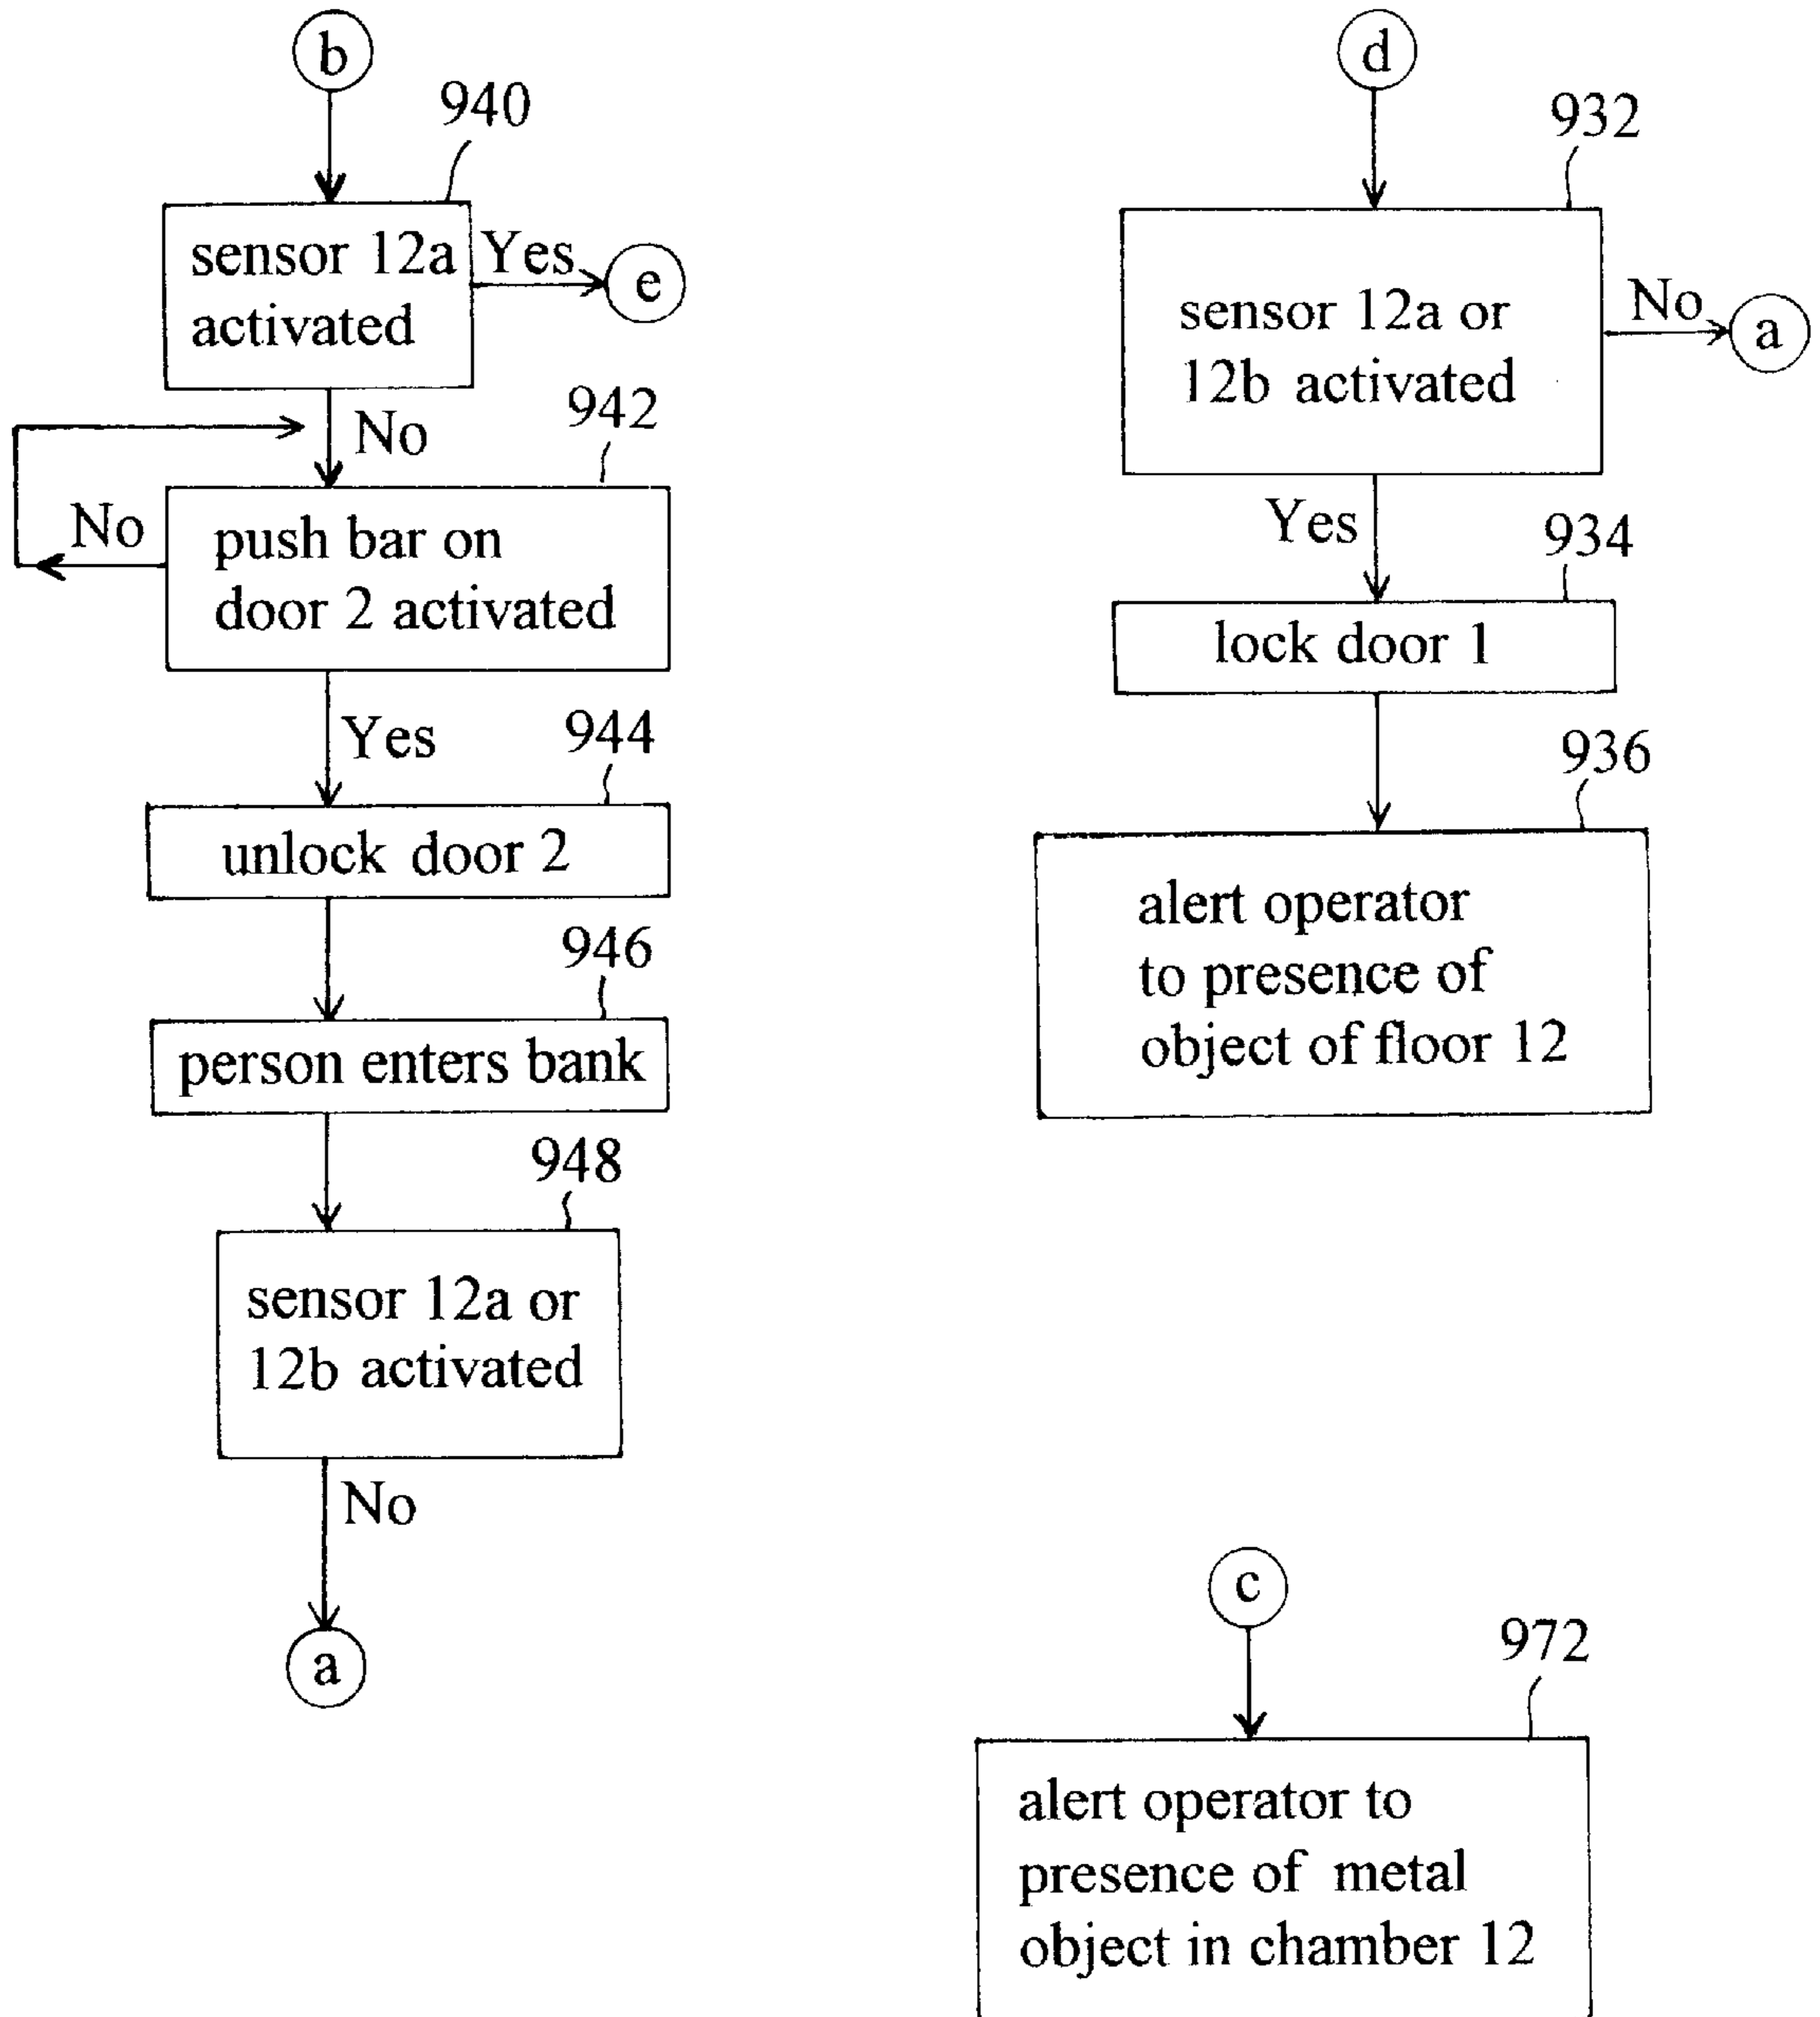 b
940
sensor 12a
activated
Yes
e
No
942
push bar on
door 2 activated
No
Yes
944
unlock door 2
946
person enters bank
948
sensor 12a or
12b activated
No
a
d
932
sensor 12a or
12b activated
No
a
Yes
934
lock door 1
936
alert operator
to presence of
object of floor 12
c
972
alert operator to
presence of metal
object in chamber 12